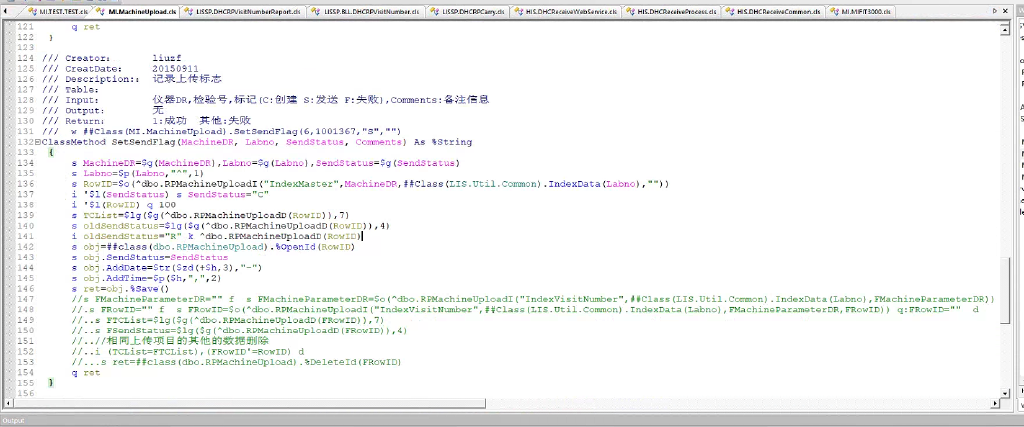 MI.TEST.TEST.cls MI.MachineUpload.cls LISSP.DHCRPVisitNumberReport.cls LISSP.BLL.DHCRPVisitNumber.cls LISSP.DHCRPCarry.cls HIS.DHCReceiveWebService.cls HIS.DHCReceiveProcess.cls HIS.DHCReceiveCommon.cls MI.MIFIT3000.cls
121 q ret
122 }
123
124 /// Creator: liuzf
125 /// CreatDate: 20150911
126 /// Description:: 记录上传标志
127 /// Table:
128 /// Input: 仪器DR,检验号,标记(C:创建 S:发送 F:失败),Comments:备注信息
129 /// Output: 无
130 /// Return: 1:成功 其他:失败
131 /// w ##Class(MI.MachineUpload).SetSendFlag(6,1001367,"S","")
132 ClassMethod SetSendFlag(MachineDR, Labno, SendStatus, Comments) As %String
133 {
134 s MachineDR=$g(MachineDR),Labno=$g(Labno),SendStatus=$g(SendStatus)
135 s Labno=$p(Labno,"^",1)
136 s RowID=$o(^dbo.RPMachineUploadI("IndexMaster",MachineDR,##Class(LIS.Util.Common).IndexData(Labno),""))
137 i '$l(SendStatus) s SendStatus="C"
138 i '$l(RowID) q 100
139 s TCList=$lg($g(^dbo.RPMachineUploadD(RowID)),7)
140 s oldSendStatus=$lg($g(^dbo.RPMachineUploadD(RowID)),4)
141 i oldSendStatus="R" k ^dbo.RPMachineUploadD(RowID)
142 s obj=##class(dbo.RPMachineUpload).%OpenId(RowID)
143 s obj.SendStatus=SendStatus
144 s obj.AddDate=$tr($zd(+$h,3),"-")
145 s obj.AddTime=$p($h,",",2)
146 s ret=obj.%Save()
147 //s FMachineParameterDR="" f s FMachineParameterDR=$o(^dbo.RPMachineUploadI("IndexVisitNumber",##Class(LIS.Util.Common).IndexData(Labno),FMachineParameterDR))
148 //.s FRowID="" f s FRowID=$o(^dbo.RPMachineUploadI("IndexVisitNumber",##Class(LIS.Util.Common).IndexData(Labno),FMachineParameterDR,FRowID)) q:FRowID="" d
149 //..s FTCList=$lg($g(^dbo.RPMachineUploadD(FRowID)),7)
150 //..s FSendStatus=$lg($g(^dbo.RPMachineUploadD(FRowID)),4)
151 //..//相同上传项目的其他的数据删除
152 //..i (TCList=FTCList),(FRowID'=RowID) d
153 //...s ret=##class(dbo.RPMachineUpload).%DeleteId(FRowID)
154 q ret
155 }
156
Output